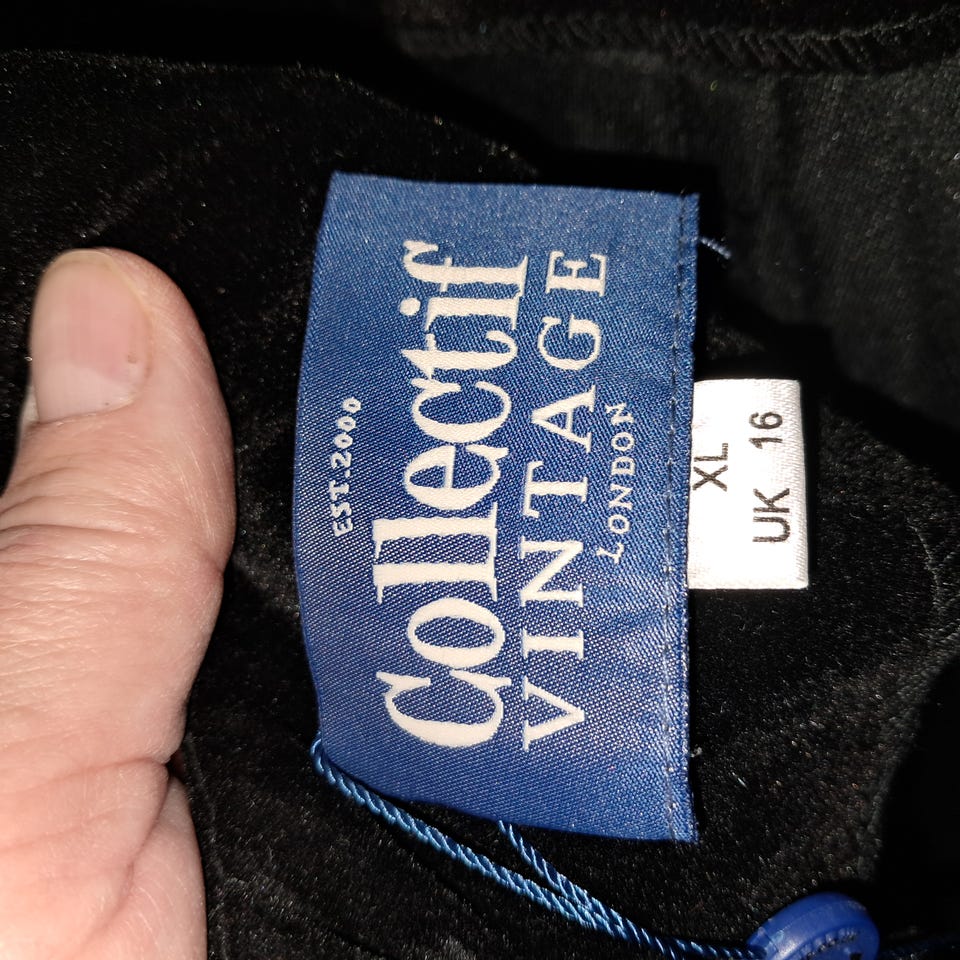 EST.2000
Collectif
VINTAGE
LONDON
XL
UK 16